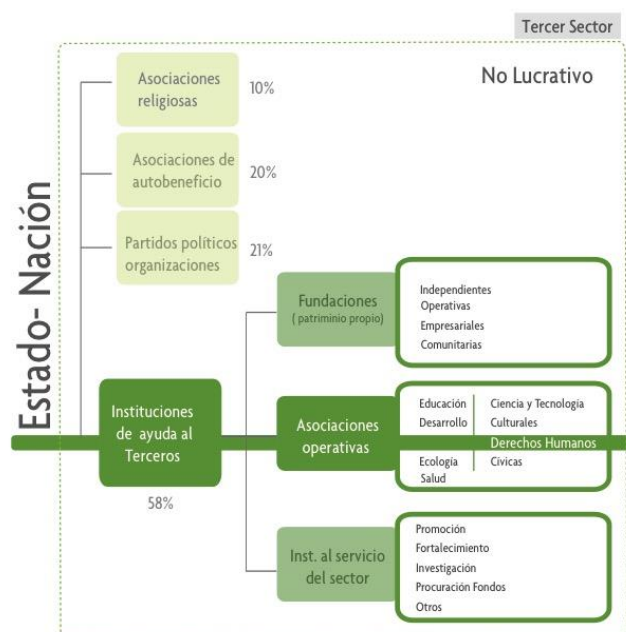 Tercer Sector
No Lucrativo
Estado- Nación
Asociaciones
religiosas
10%
Asociaciones de
autobeneficio
20%
Partidos políticos
organizaciones
21%
Instituciones
de ayuda al
Terceros
58%
Fundaciones
( patriminio propio)
Independientes
Operativas
Empresariales
Comunitarias
Asociaciones
operativas
Educación
Desarrollo
Ecología
Salud
Ciencia y Tecnología
Culturales
Derechos Humanos
Cívicas
Inst. al servicio
del sector
Promoción
Fortalecimiento
Investigación
Procuración Fondos
Otros